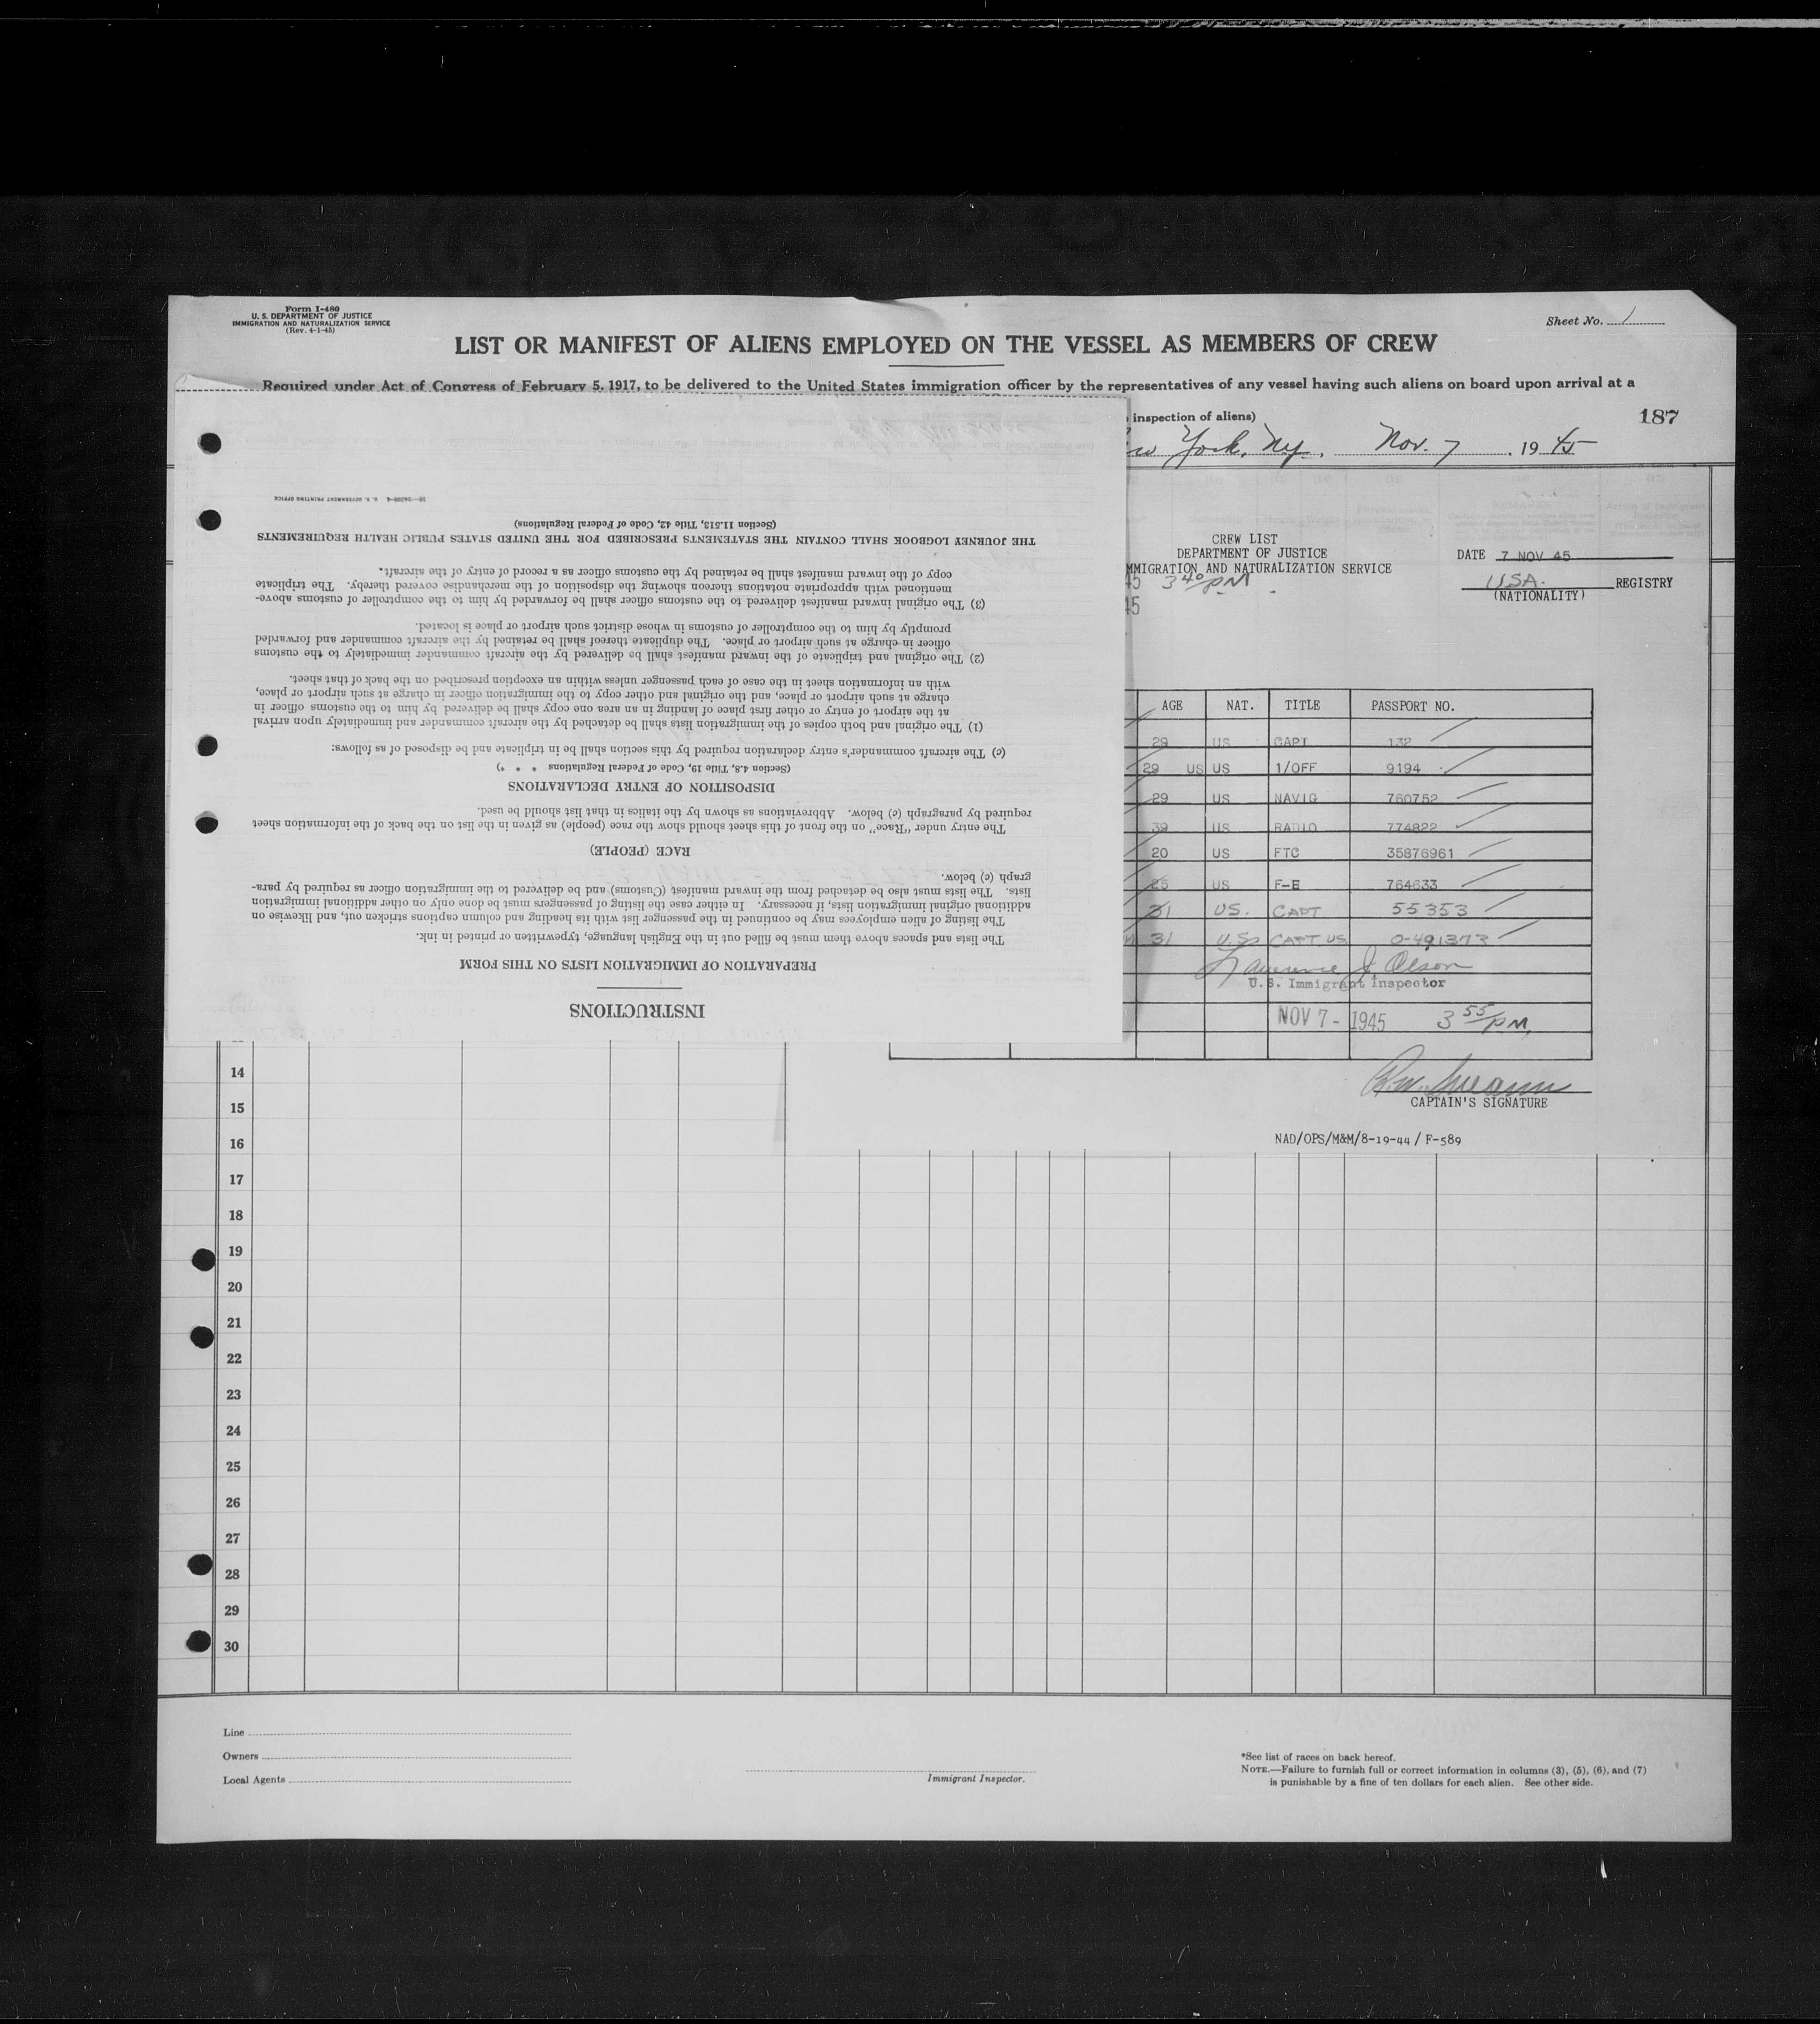 Form I-480
U. S. DEPARTMENT OF JUSTICE
IMMIGRATION AND NATURALIZATION SERVICE
(Rev. 4-1-45)
Sheet No. 1
LIST OR MANIFEST OF ALIENS EMPLOYED ON THE VESSEL AS MEMBERS OF CREW
Required under Act of Congress of February 5, 1917, to be delivered to the United States immigration officer by the representatives of any vessel having such aliens on board upon arrival at a
inspection of aliens)
187
York, NY. Nov. 7, 1945
CREW LIST
DEPARTMENT OF JUSTICE
MMIGRATION AND NATURALIZATION SERVICE
45 3 40 PM
45
DATE 7 NOV 45
USA. REGISTRY
(NATIONALITY)
AGE NAT. TITLE PASSPORT NO.
29 US CAPT 132
29 US US 1/OFF 9194
29 US NAVIG 760752
39 US RADIO 774822
20 US FTC 35876961
25 US F-E 764633
31 US. CAPT. 55353
31 U.S. CAPT. US 0-491373
Lawrence J. Olson
U.S. Immigrant Inspector
NOV 7 - 1945 3 55 PM.
R.W. Swann
CAPTAIN'S SIGNATURE
NAD/OPS/M&M/8-19-44 / F-589
INSTRUCTIONS
PREPARATION OF IMMIGRATION LISTS ON THIS FORM
The lists and spaces above them must be filled out in the English language, typewritten or printed in ink.
The listing of alien employees may be continued in the passenger list with its heading and column captions stricken out, and likewise on
additional original immigration lists, if necessary. In either case the listing of passengers must be done only on other additional immigration
lists. The lists must also be detached from the inward manifest (Customs) and be delivered to the immigration officer as required by para-
graph (c) below.
RACE (PEOPLE)
The entry under "Race" on the front of this sheet should show the race (people) as given in the list on the back of the information sheet
required by paragraph (c) below. Abbreviations as shown by the italics in that list should be used.
DISPOSITION OF ENTRY DECLARATIONS
(Section 4.8, Title 19, Code of Federal Regulations * * *)
(c) The aircraft commander's entry declaration required by this section shall be in triplicate and be disposed of as follows:
(1) The original and both copies of the immigration lists shall be detached by the aircraft commander and immediately upon arrival
at the airport of entry or other first place of landing in an area one copy shall be delivered by him to the customs officer in
charge at such airport or place, and the original and other copy to the immigration officer in charge at such airport or place,
with an information sheet in the case of each passenger unless within an exception prescribed on the back of that sheet.
(2) The original and triplicate of the inward manifest shall be delivered by the aircraft commander immediately to the customs
officer in charge at such airport or place. The duplicate thereof shall be retained by the aircraft commander and forwarded
promptly by him to the comptroller of customs in whose district such airport or place is located.
(3) The original inward manifest delivered to the customs officer shall be forwarded by him to the comptroller of customs above-
mentioned with appropriate notations thereon showing the disposition of the merchandise covered thereby. The triplicate
copy of the inward manifest shall be retained by the customs officer as a record of entry of the aircraft.
THE JOURNEY LOGBOOK SHALL CONTAIN THE STATEMENTS PRESCRIBED FOR THE UNITED STATES PUBLIC HEALTH REQUIREMENTS
(Section 11.513, Title 42, Code of Federal Regulations)
U. S. GOVERNMENT PRINTING OFFICE
14
15
16
17
18
19
20
21
22
23
24
25
26
27
28
29
30
Line
Owners
Local Agents
Immigrant Inspector.
*See list of races on back hereof.
NOTE.—Failure to furnish full or correct information in columns (3), (5), (6), and (7)
is punishable by a fine of ten dollars for each alien. See other side.